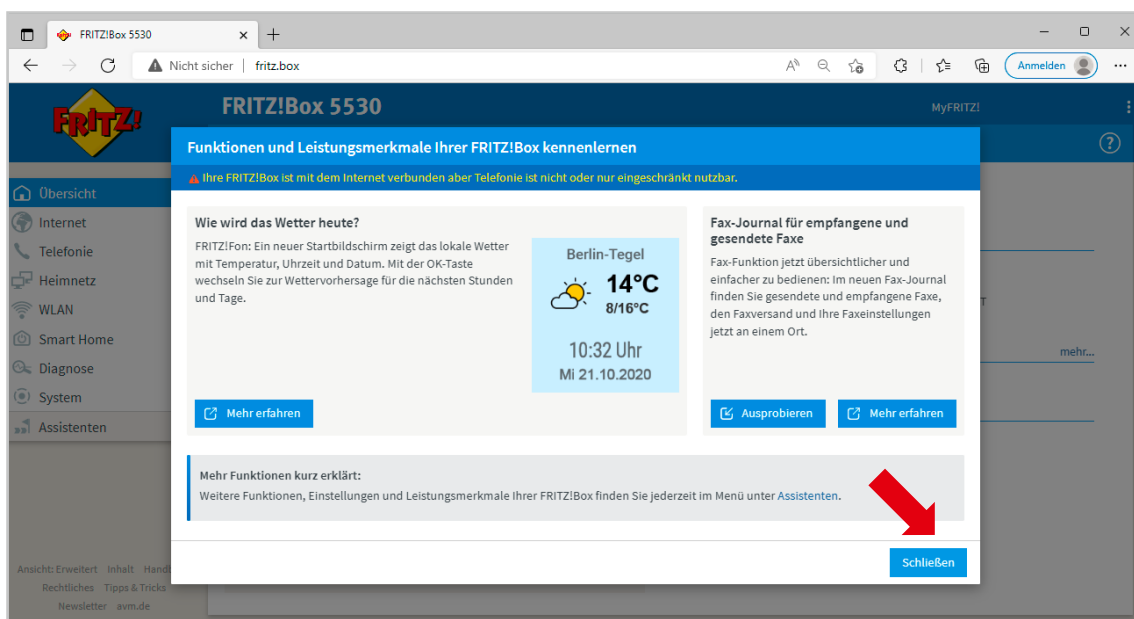 FRITZ!Box 5530
Nicht sicher | fritz.box
Anmelden
FRITZ!
FRITZ!Box 5530
MyFRITZ!
Funktionen und Leistungsmerkmale Ihrer FRITZ!Box kennenlernen
Ihre FRITZ!Box ist mit dem Internet verbunden aber Telefonie ist nicht oder nur eingeschränkt nutzbar.
Übersicht
Internet
Telefonie
Heimnetz
WLAN
Smart Home
Diagnose
System
Assistenten
Wie wird das Wetter heute?
FRITZ!Fon: Ein neuer Startbildschirm zeigt das lokale Wetter
mit Temperatur, Uhrzeit und Datum. Mit der OK-Taste
wechseln Sie zur Wettervorhersage für die nächsten Stunden
und Tage.
Berlin-Tegel
14°C
8/16°C
10:32 Uhr
Mi 21.10.2020
Mehr erfahren
Fax-Journal für empfangene und
gesendete Faxe
Fax-Funktion jetzt übersichtlicher und
einfacher zu bedienen: Im neuen Fax-Journal
finden Sie gesendete und empfangene Faxe,
den Faxversand und Ihre Faxeinstellungen
jetzt an einem Ort.
Ausprobieren
Mehr erfahren
mehr...
Mehr Funktionen kurz erklärt:
Weitere Funktionen, Einstellungen und Leistungsmerkmale Ihrer FRITZ!Box finden Sie jederzeit im Menü unter Assistenten.
Schließen
Ansicht: Erweitert Inhalt
Rechtliches Tipps & Tricks
Newsletter avm.de